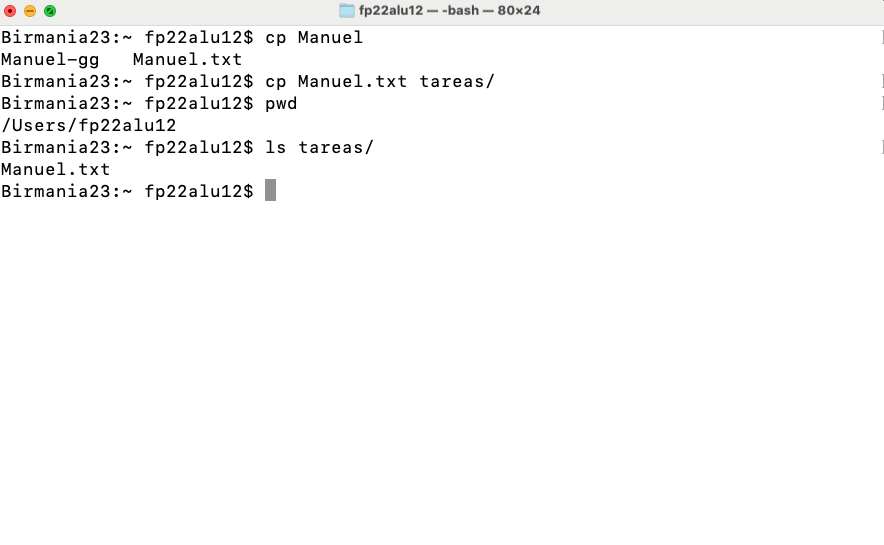 fp22alu12 — -bash — 80×24
Birmania23:~ fp22alu12$ cp Manuel
Manuel-gg   Manuel.txt
Birmania23:~ fp22alu12$ cp Manuel.txt tareas/
Birmania23:~ fp22alu12$ pwd
/Users/fp22alu12
Birmania23:~ fp22alu12$ ls tareas/
Manuel.txt
Birmania23:~ fp22alu12$